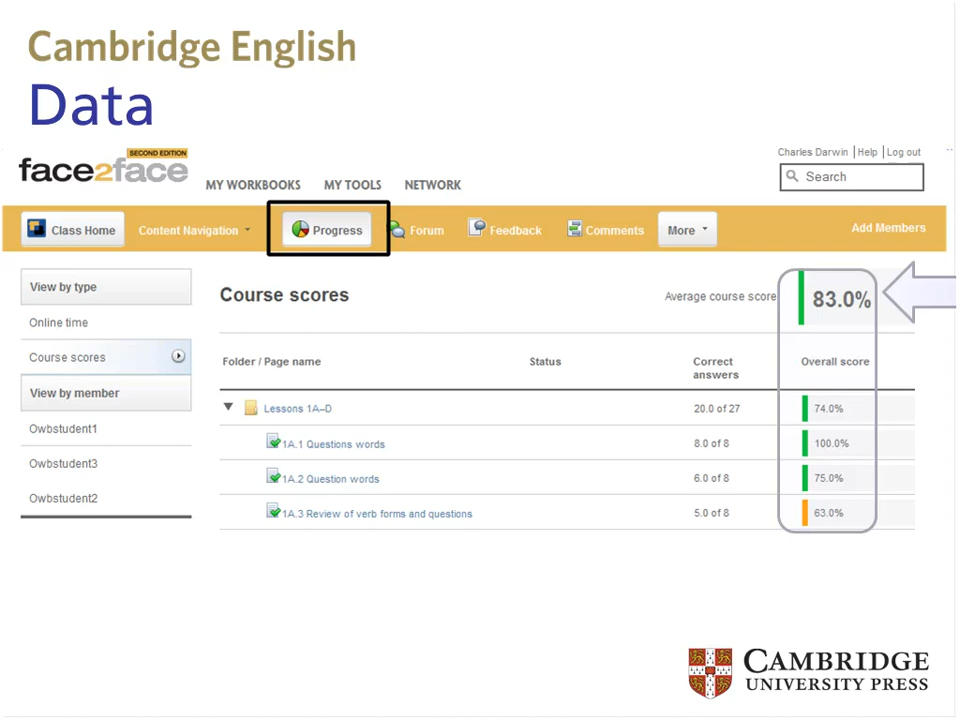 Cambridge English
Data
SECOND EDITION
face2face
MY WORKBOOKS MY TOOLS NETWORK
Charles Darwin | Help | Log out
Search
Class Home Content Navigation Progress Forum Feedback Comments More Add Members
View by type
Online time
Course scores
View by member
Owbstudent1
Owbstudent3
Owbstudent2
Course scores Average course score 83.0%
Folder / Page name Status Correct answers Overall score
Lessons 1A–D 20.0 of 27 74.0%
1A.1 Questions words 8.0 of 8 100.0%
1A.2 Question words 6.0 of 8 75.0%
1A.3 Review of verb forms and questions 5.0 of 8 63.0%
CAMBRIDGE
UNIVERSITY PRESS